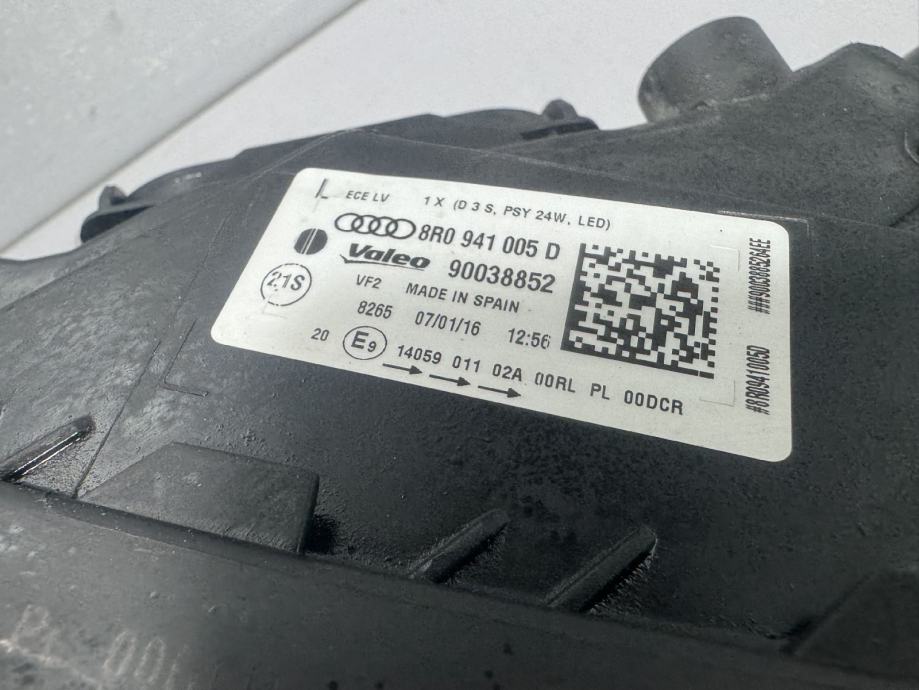 L ECE LV 1 X (D 3 S, PSY 24W, LED)
8R0 941 005 D
Valeo 90038852
21S VF2 MADE IN SPAIN
8265 07/01/16 12:56
20 E9 14059 011 02A 00RL PL 00DCR
#8R0941005D ###9003885264EE